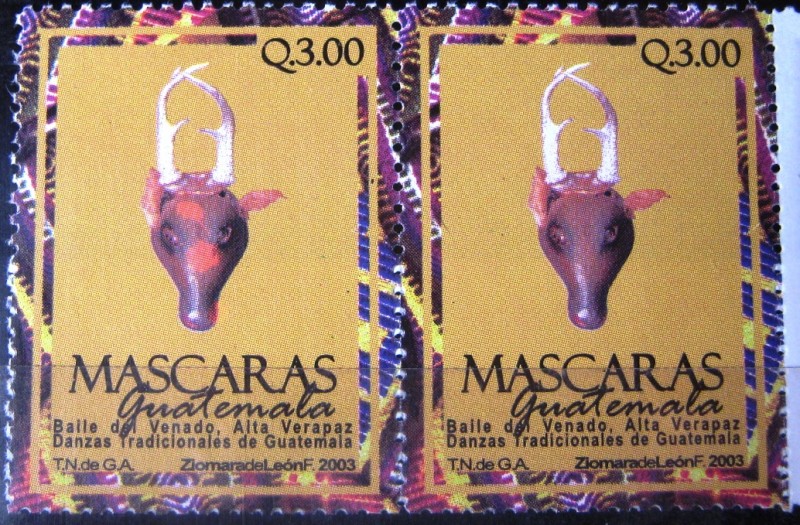 Q.3.00
MASCARAS
Guatemala
Baile del Venado, Alta Verapaz
Danzas Tradicionales de Guatemala
T.N.de G.A. ZiomaradeLeónF. 2003
Q.3.00
MASCARAS
Guatemala
Baile del Venado, Alta Verapaz
Danzas Tradicionales de Guatemala
T.N.de G.A. ZiomaradeLeónF. 2003